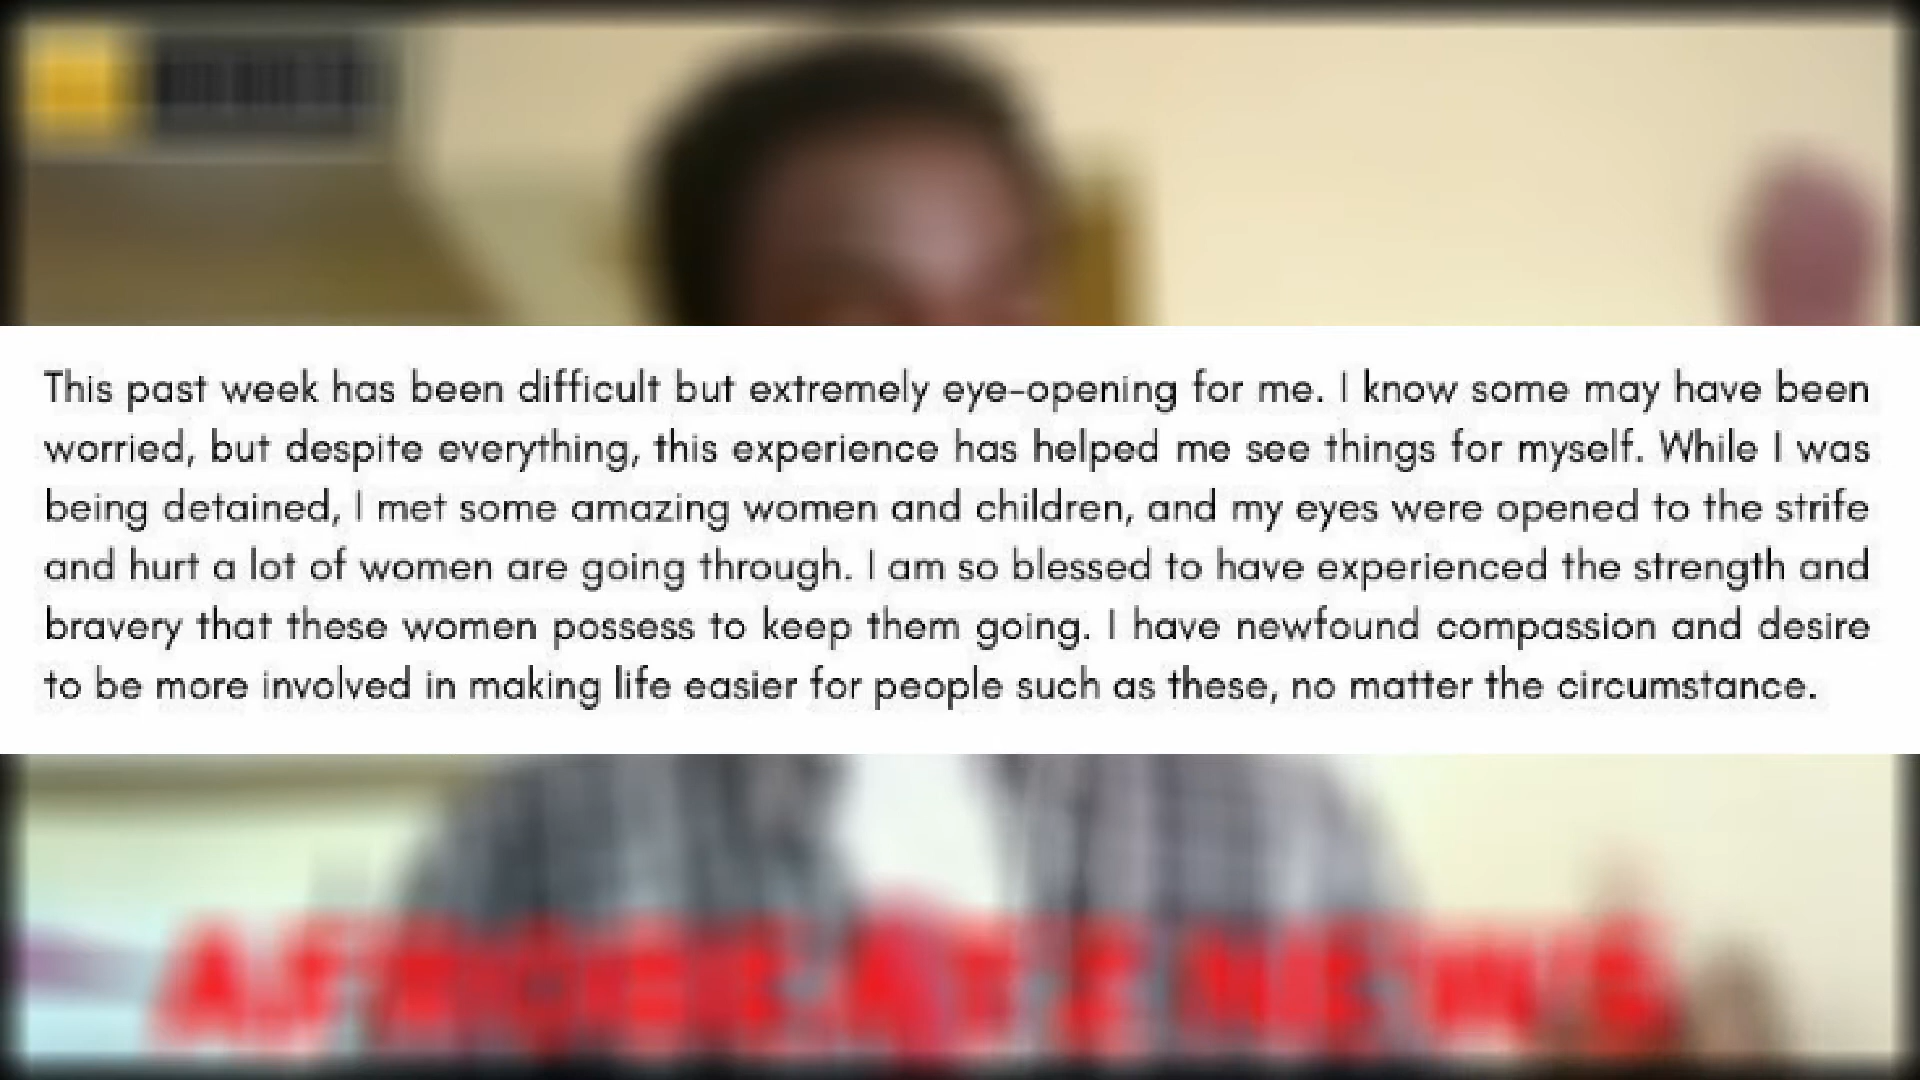 This past week has been difficult but extremely eye-opening for me. I know some may have been
worried, but despite everything, this experience has helped me see things for myself. While I was
being detained, I met some amazing women and children, and my eyes were opened to the strife
and hurt a lot of women are going through. I am so blessed to have experienced the strength and
bravery that these women possess to keep them going. I have newfound compassion and desire
to be more involved in making life easier for people such as these, no matter the circumstance.
AFROBEATZ NEWS